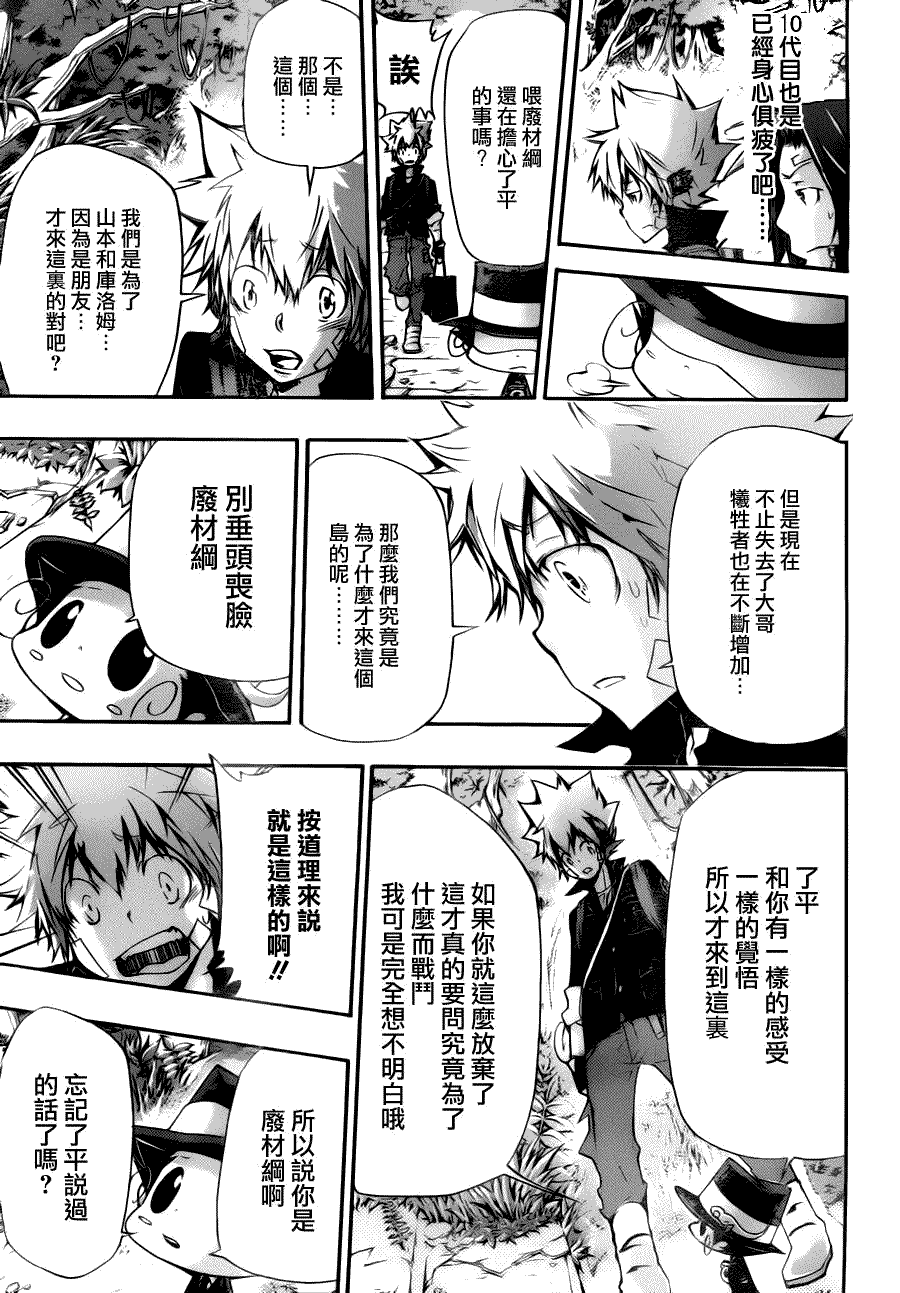 10代目也是
已經身心俱疲了吧……
喂廢材綱
還在擔心了平
的事嗎？
誒
不是…
那個…
這個…
我們是為了
山本和庫洛姆…
因為是朋友…
才來這裏的對吧？
但是現在
不止失去了大哥
犧牲者也在不斷增加…
那麼我們究竟是
為了什麼才來這個
島的呢………
別垂頭喪臉
廢材綱
了平
和你有一樣的感受
一樣的覺悟
所以才來到這裏
如果你就這麼放棄了
這才真的要問究竟為了
什麼而戰鬥
我可是完全想不明白哦
按道理來說
就是這樣的啊!!
所以說你是
廢材綱啊
忘記了平說過
的話了嗎？